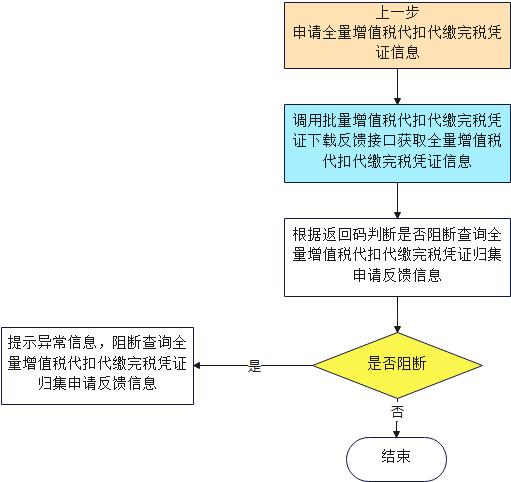 上一步
申请全量增值税代扣代缴完税凭
证信息
调用批量增值税代扣代缴完税凭
证下载反馈接口获取全量增值税
代扣代缴完税凭证信息
根据返回码判断是否阻断查询全
量增值税代扣代缴完税凭证归集
申请反馈信息
提示异常信息，阻断查询全
量增值税代扣代缴完税凭证
归集申请反馈信息
是
是否阻断
否
结束